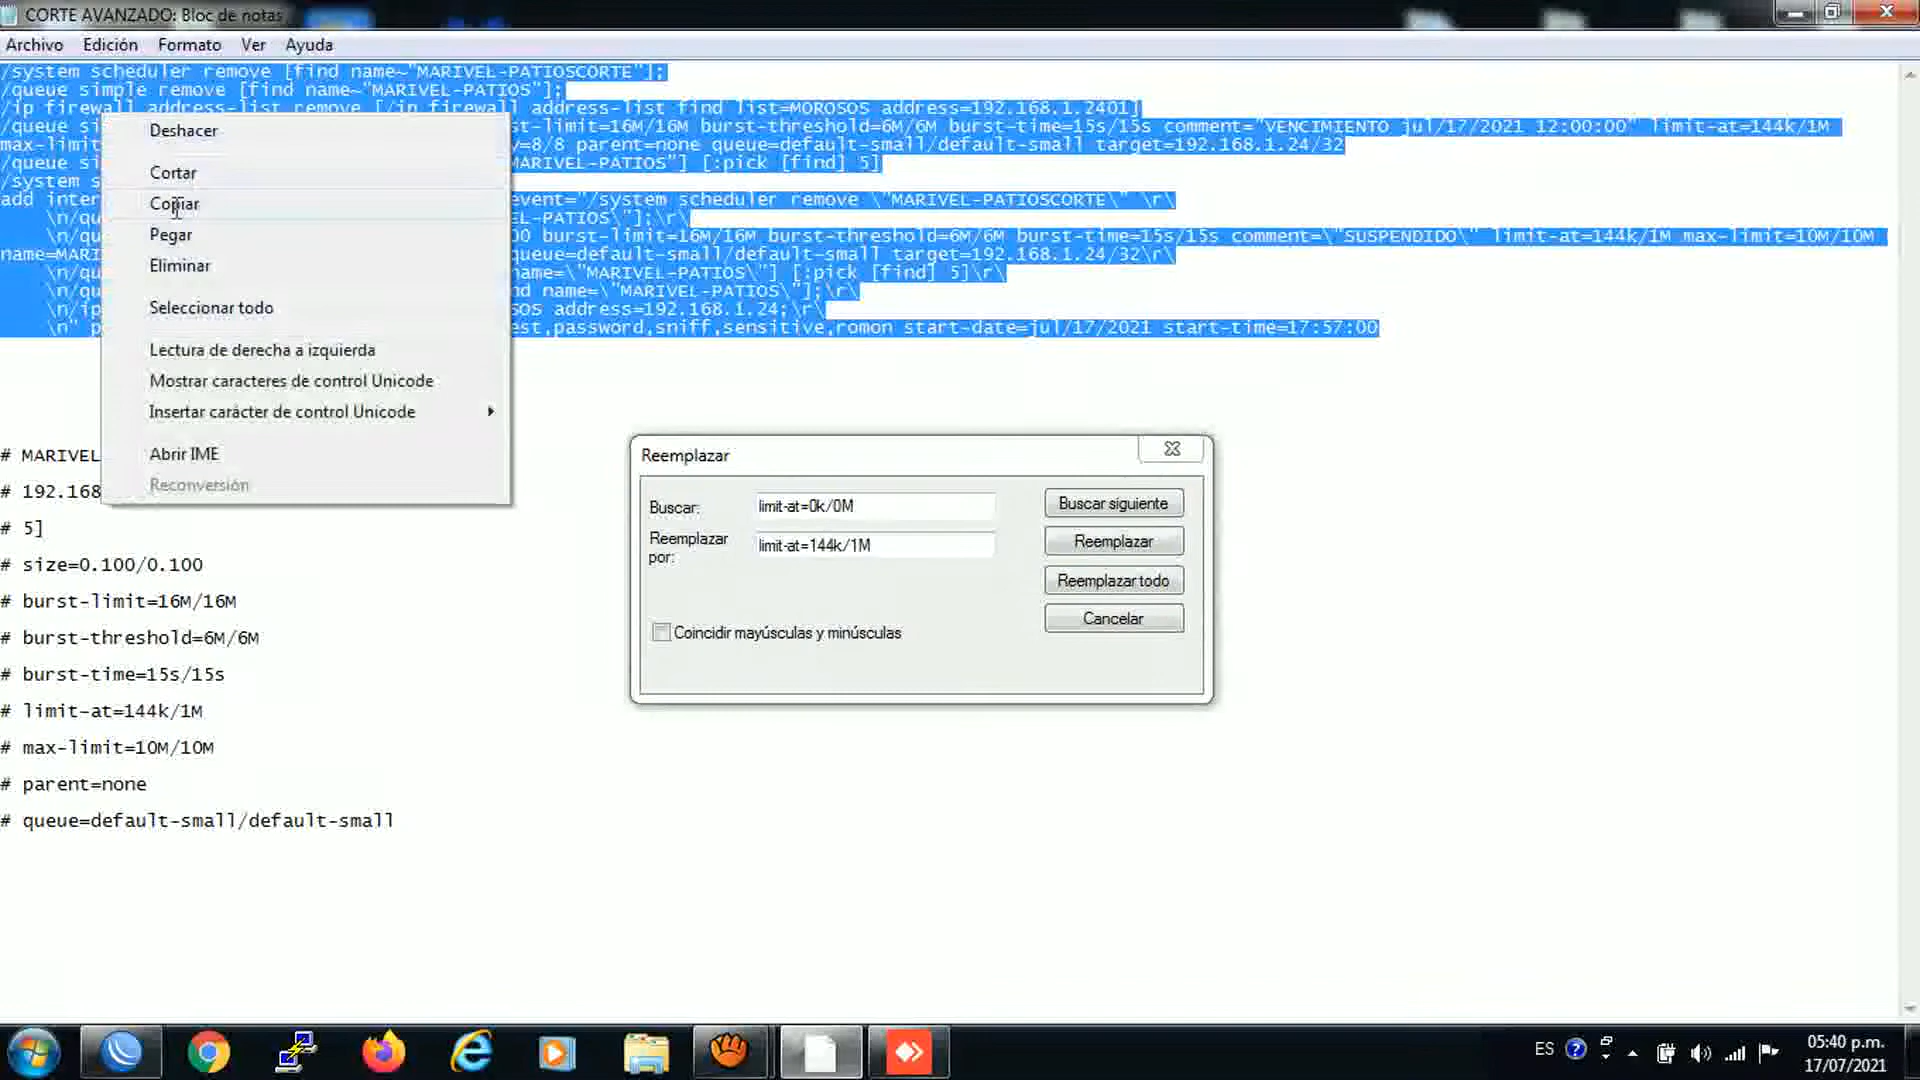 CORTE AVANZADO: Bloc de notas
Archivo Edición Formato Ver Ayuda
/system scheduler remove [find name~"MARIVEL-PATIOSCORTE"];
/queue simple remove [find name~"MARIVEL-PATIOS"];
/ip firewall address-list remove [/ip firewall address-list find list=MOROSOS address=192.168.1.2401]
/queue si st-limit=16M/16M burst-threshold=6M/6M burst-time=15s/15s comment="VENCIMIENTO jul/17/2021 12:00:00" limit-at=144k/1M
max-limit y=8/8 parent=none queue=default-small/default-small target=192.168.1.24/32
/queue si MARIVEL-PATIOS"] [:pick [find] 5]
/system s
add inter event="/system scheduler remove \"MARIVEL-PATIOSCORTE\" \r\
\n/qu EL-PATIOS\"];\r\
\n/qu 00 burst-limit=16M/16M burst-threshold=6M/6M burst-time=15s/15s comment=\"SUSPENDIDO\" limit-at=144k/1M max-limit=10M/10M
name=MARI queue=default-small/default-small target=192.168.1.24/32\r\
\n/qu name=\"MARIVEL-PATIOS\"] [:pick [find] 5]\r\
\n/qu nd name=\"MARIVEL-PATIOS\"];\r\
\n/ip SOS address=192.168.1.24;\r\
\n" p est,password,sniff,sensitive,romon start-date=jul/17/2021 start-time=17:57:00
Deshacer
Cortar
Copiar
Pegar
Eliminar
Seleccionar todo
Lectura de derecha a izquierda
Mostrar caracteres de control Unicode
Insertar carácter de control Unicode
Abrir IME
Reconversión
# MARIVEL
# 192.168
# 5]
# size=0.100/0.100
# burst-limit=16M/16M
# burst-threshold=6M/6M
# burst-time=15s/15s
# limit-at=144k/1M
# max-limit=10M/10M
# parent=none
# queue=default-small/default-small
Reemplazar
Buscar: limit-at=0k/0M Buscar siguiente
Reemplazar por: limit-at=144k/1M Reemplazar
Reemplazar todo
Cancelar
Coincidir mayúsculas y minúsculas
ES
05:40 p.m.
17/07/2021